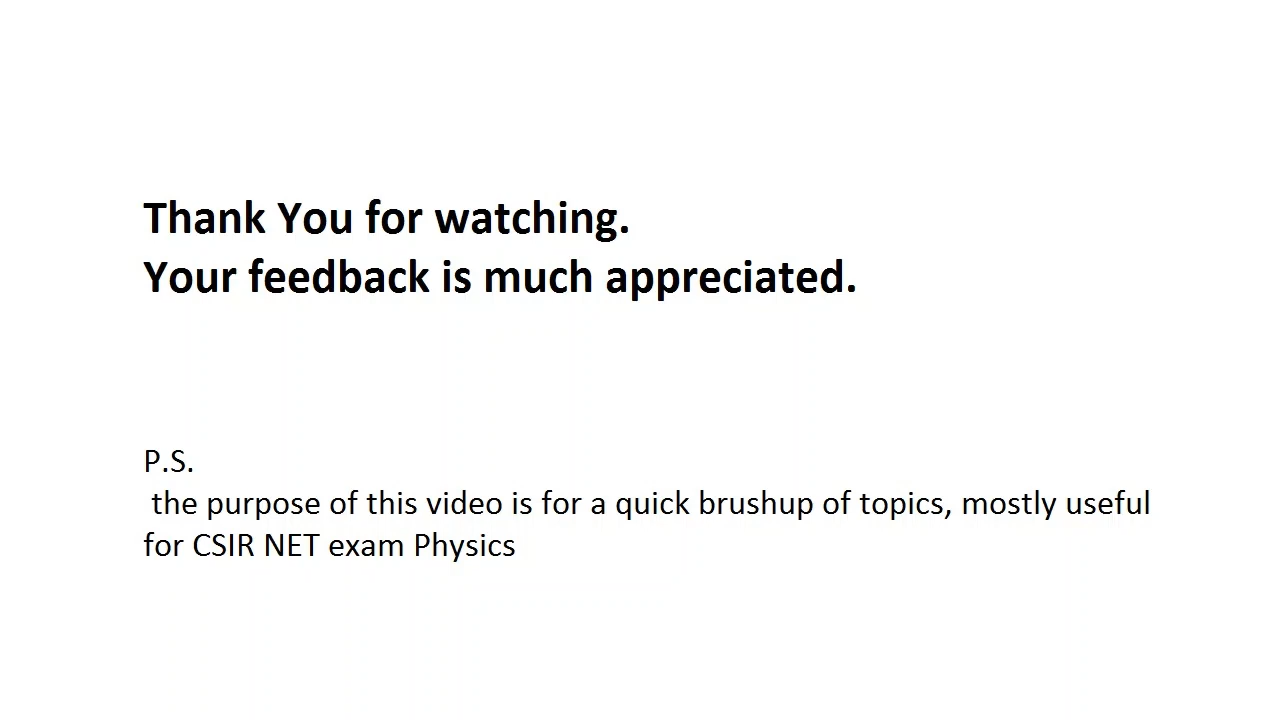 Thank You for watching.
Your feedback is much appreciated.
P.S.
the purpose of this video is for a quick brushup of topics, mostly useful
for CSIR NET exam Physics